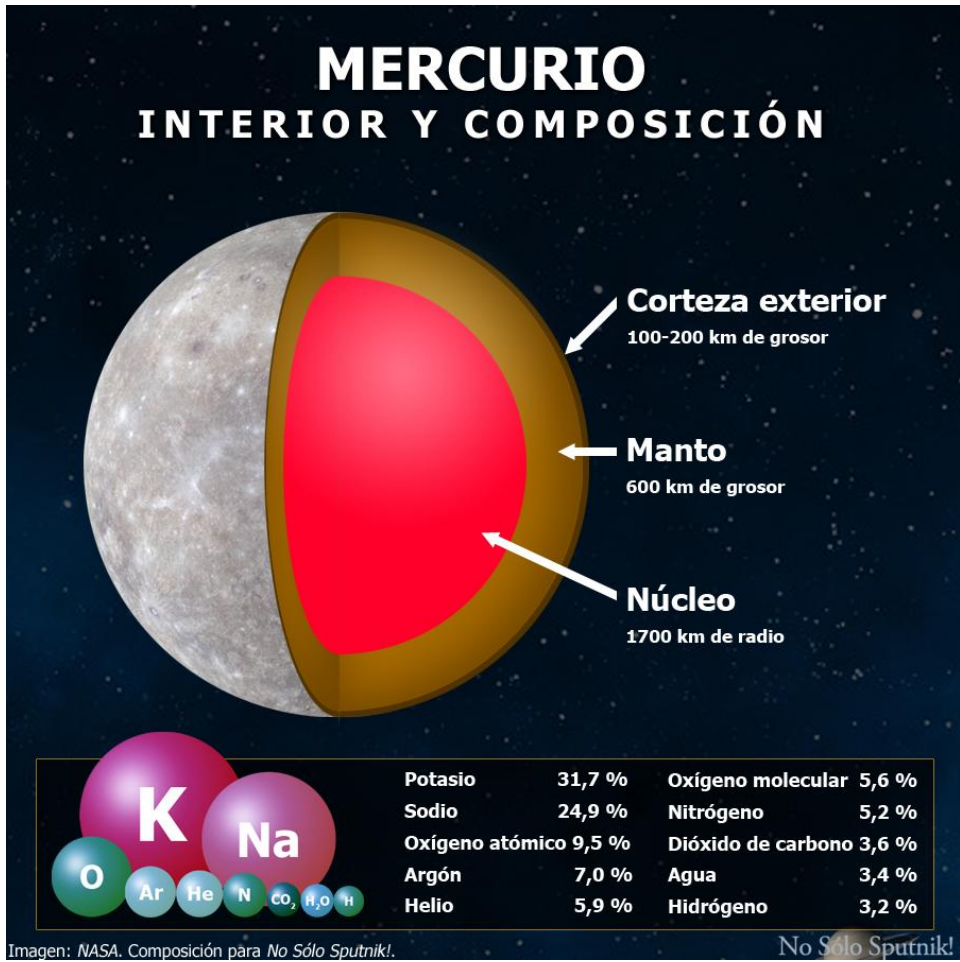 MERCURIO
INTERIOR Y COMPOSICIÓN
Corteza exterior
100-200 km de grosor
Manto
600 km de grosor
Núcleo
1700 km de radio
K
Na
O
Ar
He
N
CO₂
H₂O
H
Potasio 31,7 %
Sodio 24,9 %
Oxígeno atómico 9,5 %
Argón 7,0 %
Helio 5,9 %
Oxígeno molecular 5,6 %
Nitrógeno 5,2 %
Dióxido de carbono 3,6 %
Agua 3,4 %
Hidrógeno 3,2 %
Imagen: NASA. Composición para No Sólo Sputnik!.
No Sólo Sputnik!